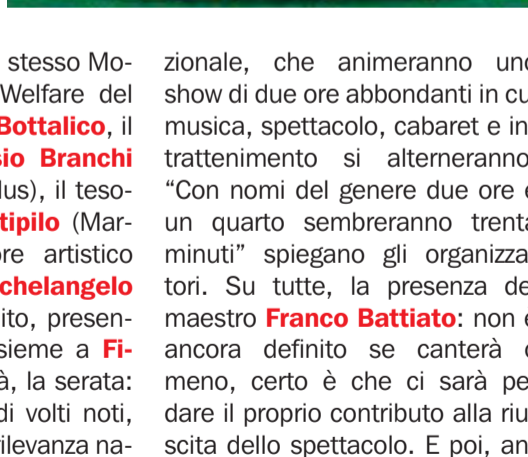 stesso Mo-
Welfare del
Bottalico, il
sio Branchi
lus), il teso-
tipilo (Mar-
re artistico
chelangelo
ito, presen-
sieme a Fi-
à, la serata:
di volti noti,
rilevanza na-
zionale, che animeranno uno
show di due ore abbondanti in cu
musica, spettacolo, cabaret e in
trattenimento si alterneranno
“Con nomi del genere due ore e
un quarto sembreranno trenta
minuti” spiegano gli organizza
tori. Su tutte, la presenza de
maestro Franco Battiato: non è
ancora definito se canterà o
meno, certo è che ci sarà pe
dare il proprio contributo alla riu
scita dello spettacolo. E poi, an